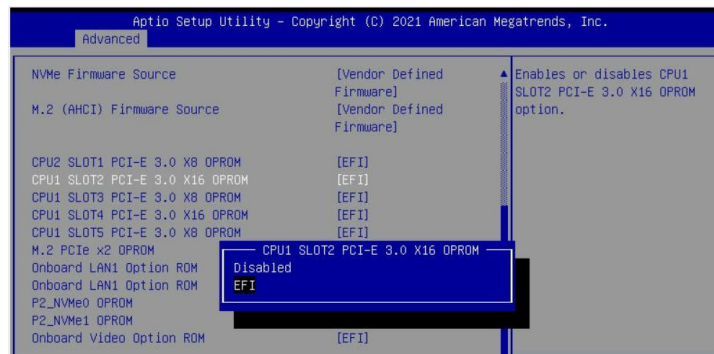 Aptio Setup Utility – Copyright (C) 2021 American Megatrends, Inc.
Advanced
NVMe Firmware Source [Vendor Defined Firmware]
M.2 (AHCI) Firmware Source [Vendor Defined Firmware]
CPU2 SLOT1 PCI-E 3.0 X8 OPROM [EFI]
CPU1 SLOT2 PCI-E 3.0 X16 OPROM [EFI]
CPU1 SLOT3 PCI-E 3.0 X8 OPROM [EFI]
CPU1 SLOT4 PCI-E 3.0 X16 OPROM [EFI]
CPU1 SLOT5 PCI-E 3.0 X8 OPROM [EFI]
M.2 PCIe x2 OPROM
Onboard LAN1 Option ROM
Onboard LAN1 Option ROM
P2_NVMe0 OPROM
P2_NVMe1 OPROM
Onboard Video Option ROM [EFI]
CPU1 SLOT2 PCI-E 3.0 X16 OPROM
Disabled
EFI
Enables or disables CPU1
SLOT2 PCI-E 3.0 X16 OPROM
option.